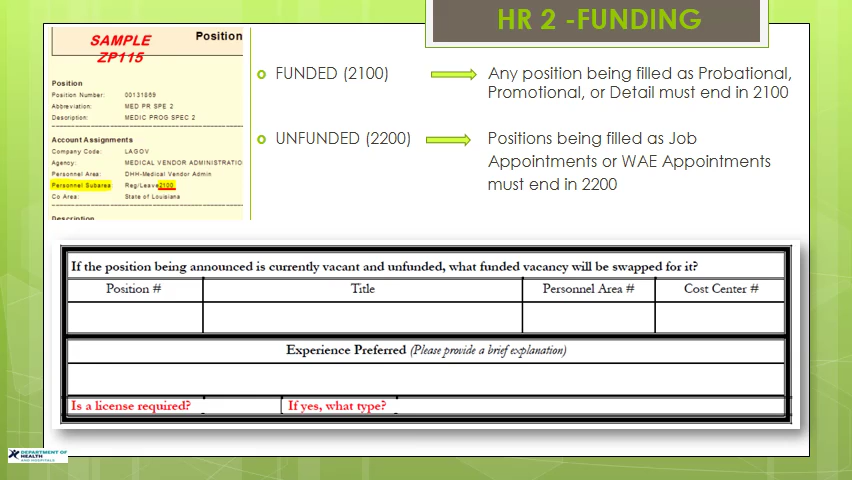 HR 2 -FUNDING
SAMPLE
ZP115
Position
Position
Position Number: 00131859
Abbreviation: MED PR SPE 2
Description: MEDIC PROG SPEC 2
Account Assignments
Company Code: LAGOV
Agency: MEDICAL VENDOR ADMINISTRATIO
Personnel Area: DHH-Medical Vendor Admin
Personnel Subarea Reg/Leave2100
Co Area: State of Louisiana
Description
FUNDED (2100)
Any position being filled as Probational,
Promotional, or Detail must end in 2100
UNFUNDED (2200)
Positions being filled as Job
Appointments or WAE Appointments
must end in 2200
If the position being announced is currently vacant and unfunded, what funded vacancy will be swapped for it?
Position # Title Personnel Area # Cost Center #
Experience Preferred (Please provide a brief explanation)
Is a license required? If yes, what type?
DEPARTMENT OF
HEALTH
AND HOSPITALS